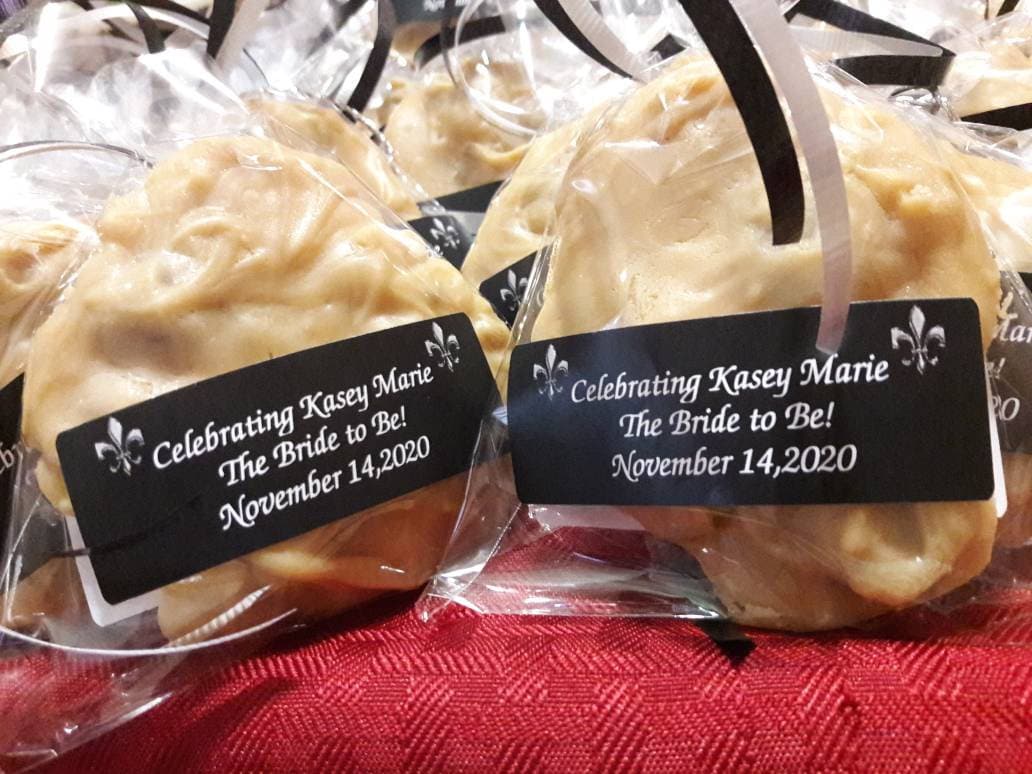 Celebrating Kasey Marie
The Bride to Be!
November 14,2020
Celebrating Kasey Marie
The Bride to Be!
November 14,2020